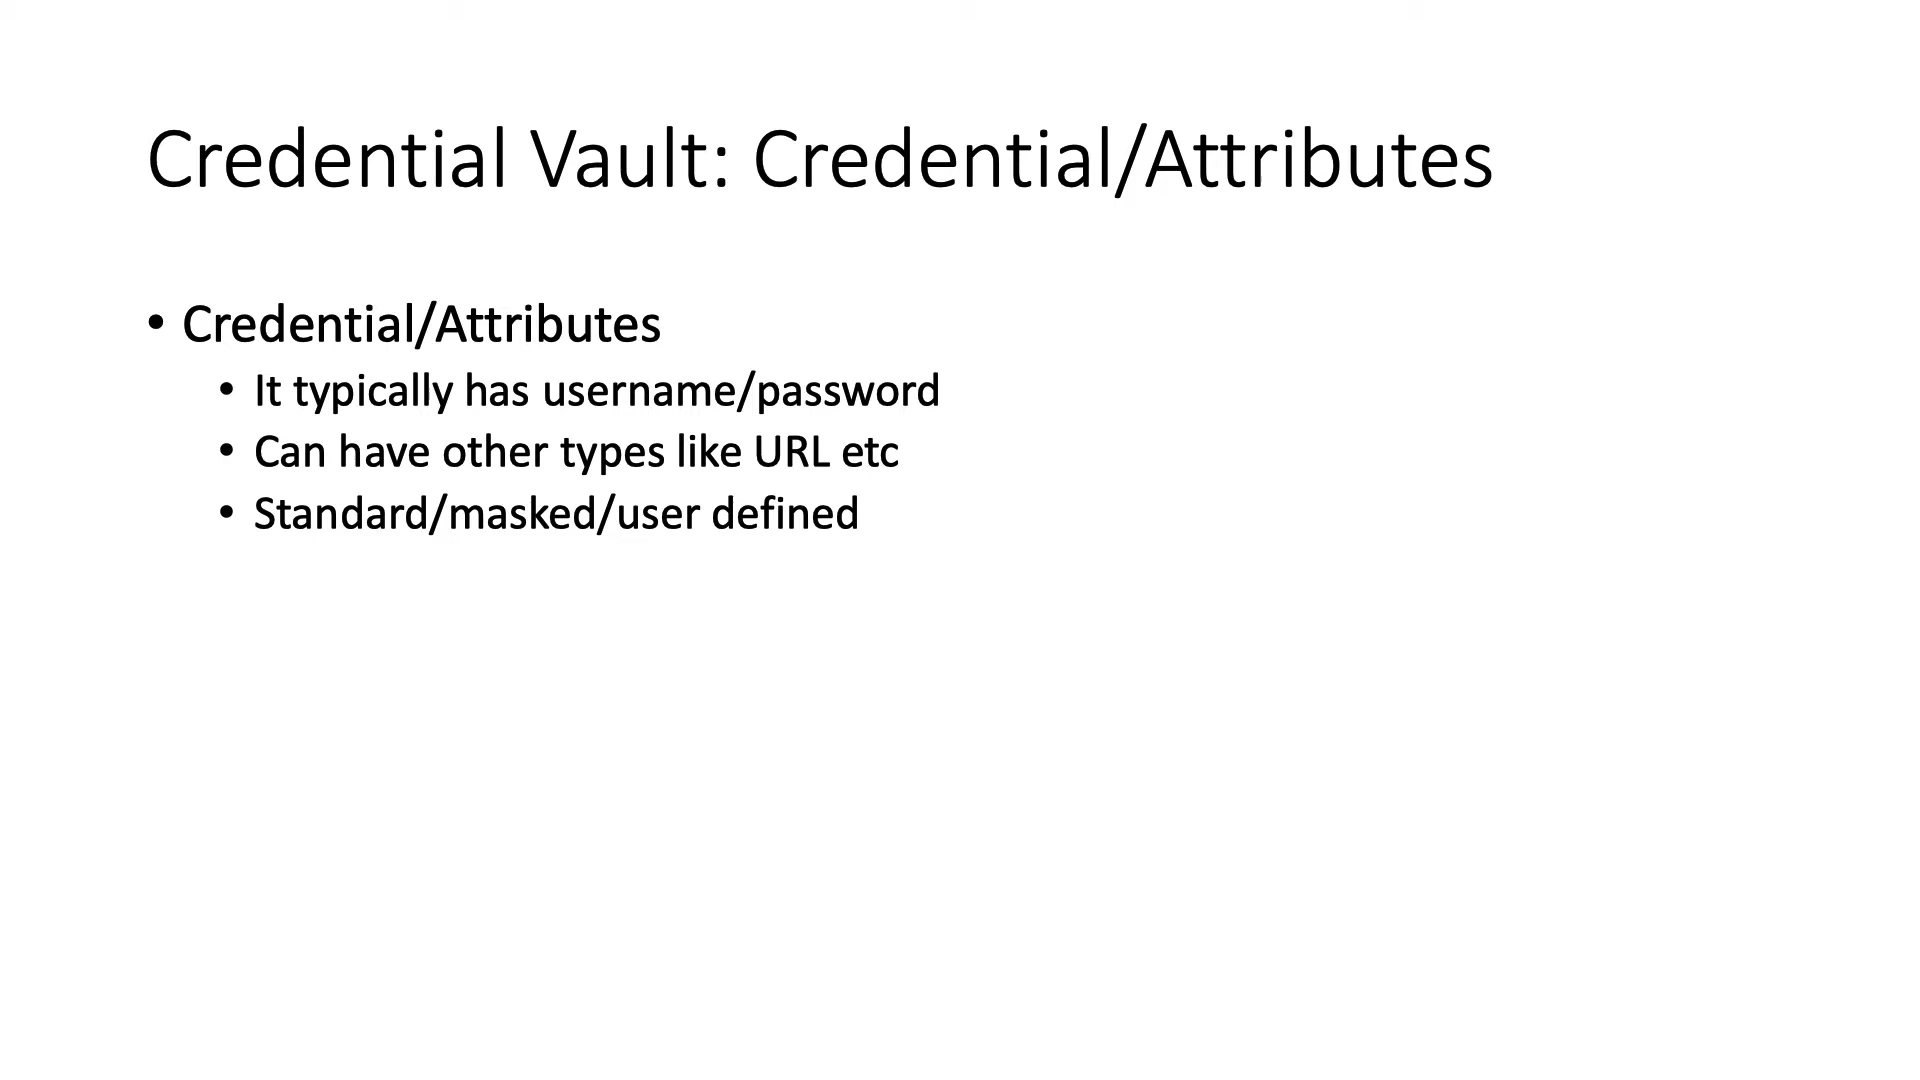 Credential Vault: Credential/Attributes
• Credential/Attributes
• It typically has username/password
• Can have other types like URL etc
• Standard/masked/user defined